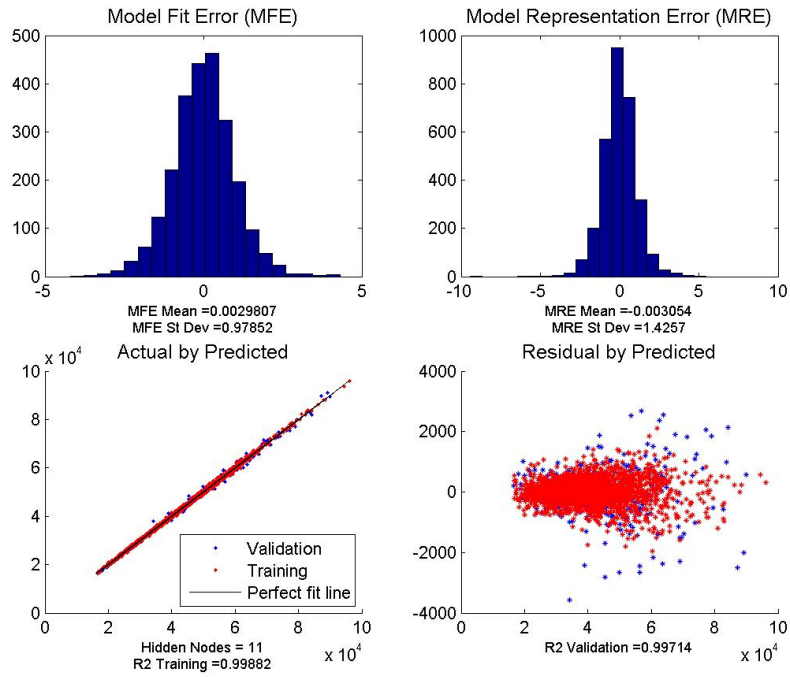 Model Fit Error (MFE)
500
400
300
200
100
0
-5
0
5
MFE Mean =0.0029807
MFE St Dev =0.97852
Model Representation Error (MRE)
1000
800
600
400
200
0
-10
-5
0
5
10
MRE Mean =-0.003054
MRE St Dev =1.4257
Actual by Predicted
x 10^4
10
8
6
4
2
0
0
2
4
6
8
10
x 10^4
Validation
Training
Perfect fit line
Hidden Nodes = 11
R2 Training =0.99882
Residual by Predicted
4000
2000
0
-2000
-4000
0
2
4
6
8
10
x 10^4
R2 Validation =0.99714